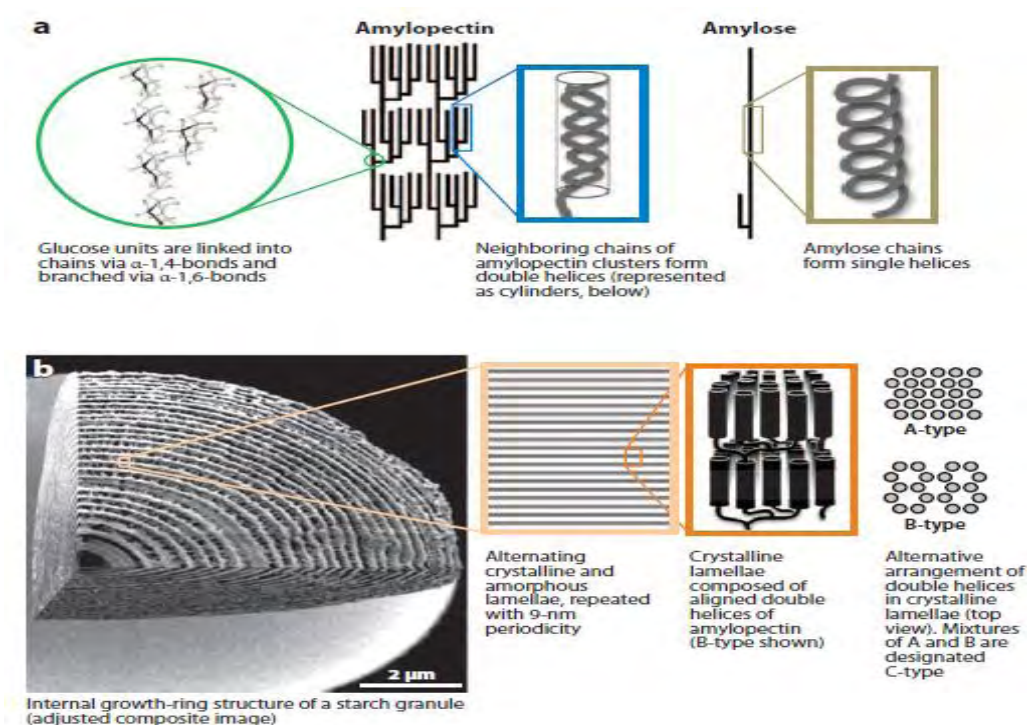 a
Amylopectin
Amylose
Glucose units are linked into
chains via α-1,4-bonds and
branched via α-1,6-bonds
Neighboring chains of
amylopectin clusters form
double helices (represented
as cylinders, below)
Amylose chains
form single helices
b
2 μm
Internal growth-ring structure of a starch granule
(adjusted composite image)
Alternating
crystalline and
amorphous
lamellae, repeated
with 9-nm
periodicity
Crystalline
lamellae
composed of
aligned double
helices of
amylopectin
(B-type shown)
A-type
B-type
Alternative
arrangement of
double helices
in crystalline
lamellae (top
view). Mixtures
of A and B are
designated
C-type